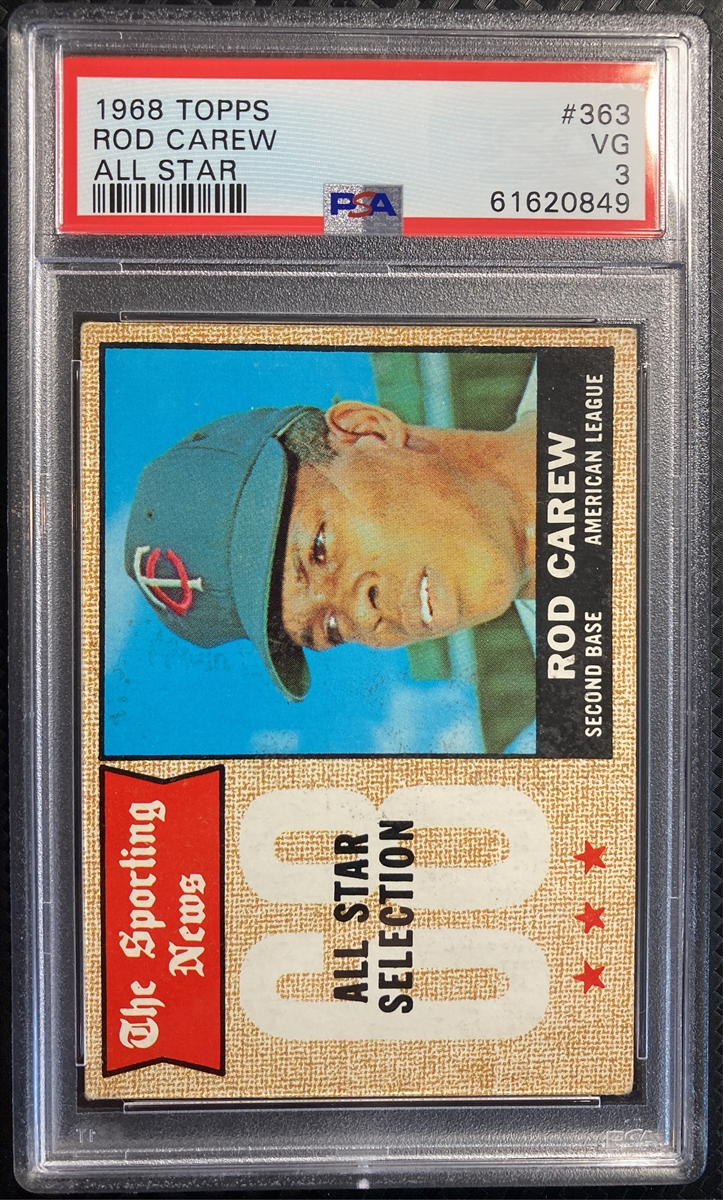 1968 TOPPS #363
ROD CAREW VG
ALL STAR 3
PSA 61620849
The Sporting
News
68
ALL STAR
SELECTION
ROD CAREW
SECOND BASE AMERICAN LEAGUE
TC